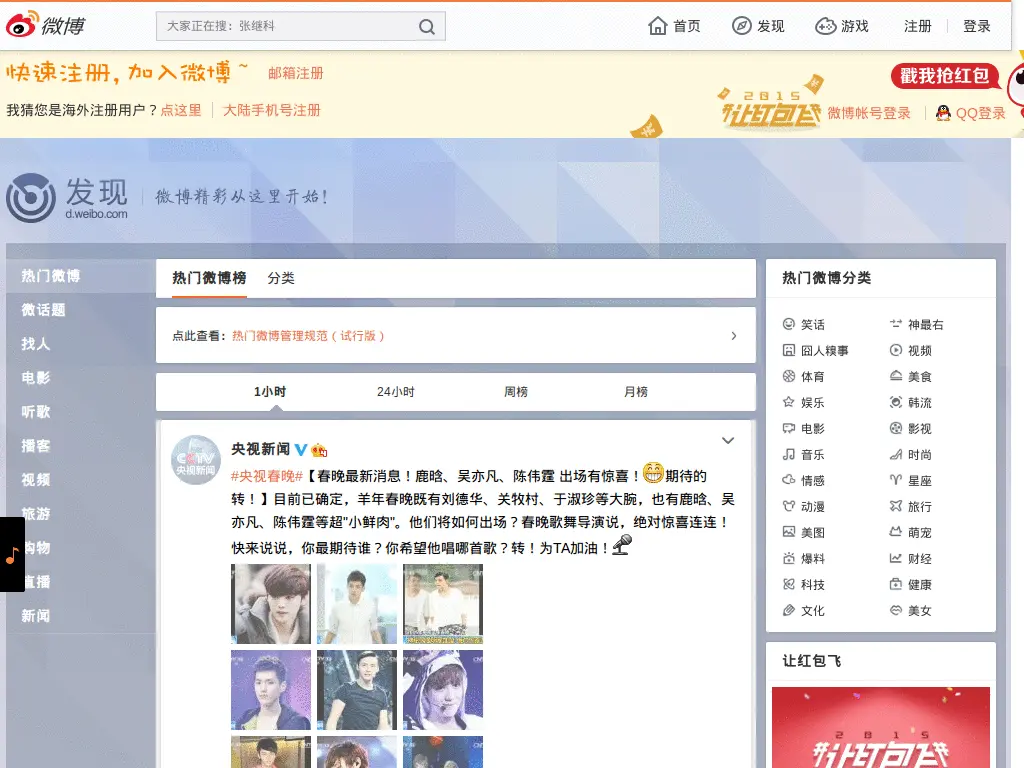 微博
大家正在搜：张继科
首页
发现
游戏
注册
登录
快速注册，加入微博~
邮箱注册
我猜您是海外注册用户？点这里
大陆手机号注册
2015
让红包飞
戳我抢红包
微博帐号登录
QQ登录
发现
d.weibo.com
微博精彩从这里开始！
热门微博
微话题
找人
电影
听歌
播客
视频
旅游
购物
直播
新闻
热门微博榜
分类
点此查看：热门微博管理规范（试行版）
1小时
24小时
周榜
月榜
CCTV
央视新闻
央视新闻
#央视春晚#【春晚最新消息！鹿晗、吴亦凡、陈伟霆 出场有惊喜！期待的
转！】目前已确定，羊年春晚既有刘德华、关牧村、于淑珍等大腕，也有鹿晗、吴
亦凡、陈伟霆等超"小鲜肉"。他们将如何出场？春晚歌舞导演说，绝对惊喜连连！
快来说说，你最期待谁？你希望他唱哪首歌？转！为TA加油！
热门微博分类
笑话
神最右
囧人糗事
视频
体育
美食
娱乐
韩流
电影
影视
音乐
时尚
情感
星座
动漫
旅行
美图
萌宠
爆料
财经
科技
健康
文化
美女
让红包飞
2015
让红包飞